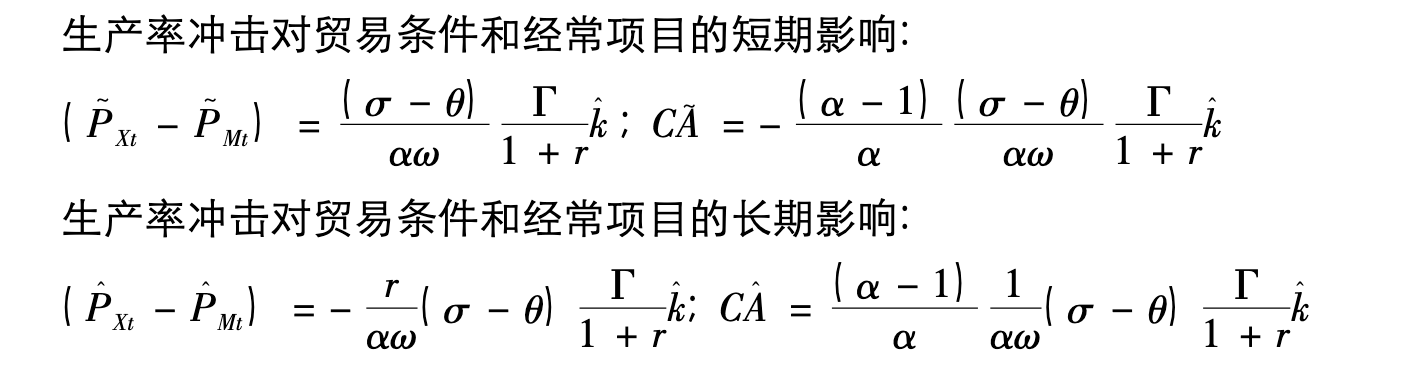 生产率冲击对贸易条件和经常项目的短期影响:
$(\tilde{P}_{Xt} - \tilde{P}_{Mt}) = \frac{(\sigma - \theta)}{\alpha\omega} \frac{\Gamma}{1 + r} \hat{k}; C\tilde{A} = -\frac{(\alpha - 1)}{\alpha} \frac{(\sigma - \theta)}{\alpha\omega} \frac{\Gamma}{1 + r} \hat{k}$
生产率冲击对贸易条件和经常项目的长期影响:
$(\hat{P}_{Xt} - \hat{P}_{Mt}) = -\frac{r}{\alpha\omega} (\sigma - \theta) \frac{\Gamma}{1 + r} \hat{k}; C\hat{A} = \frac{(\alpha - 1)}{\alpha} \frac{1}{\alpha\omega} (\sigma - \theta) \frac{\Gamma}{1 + r} \hat{k}$